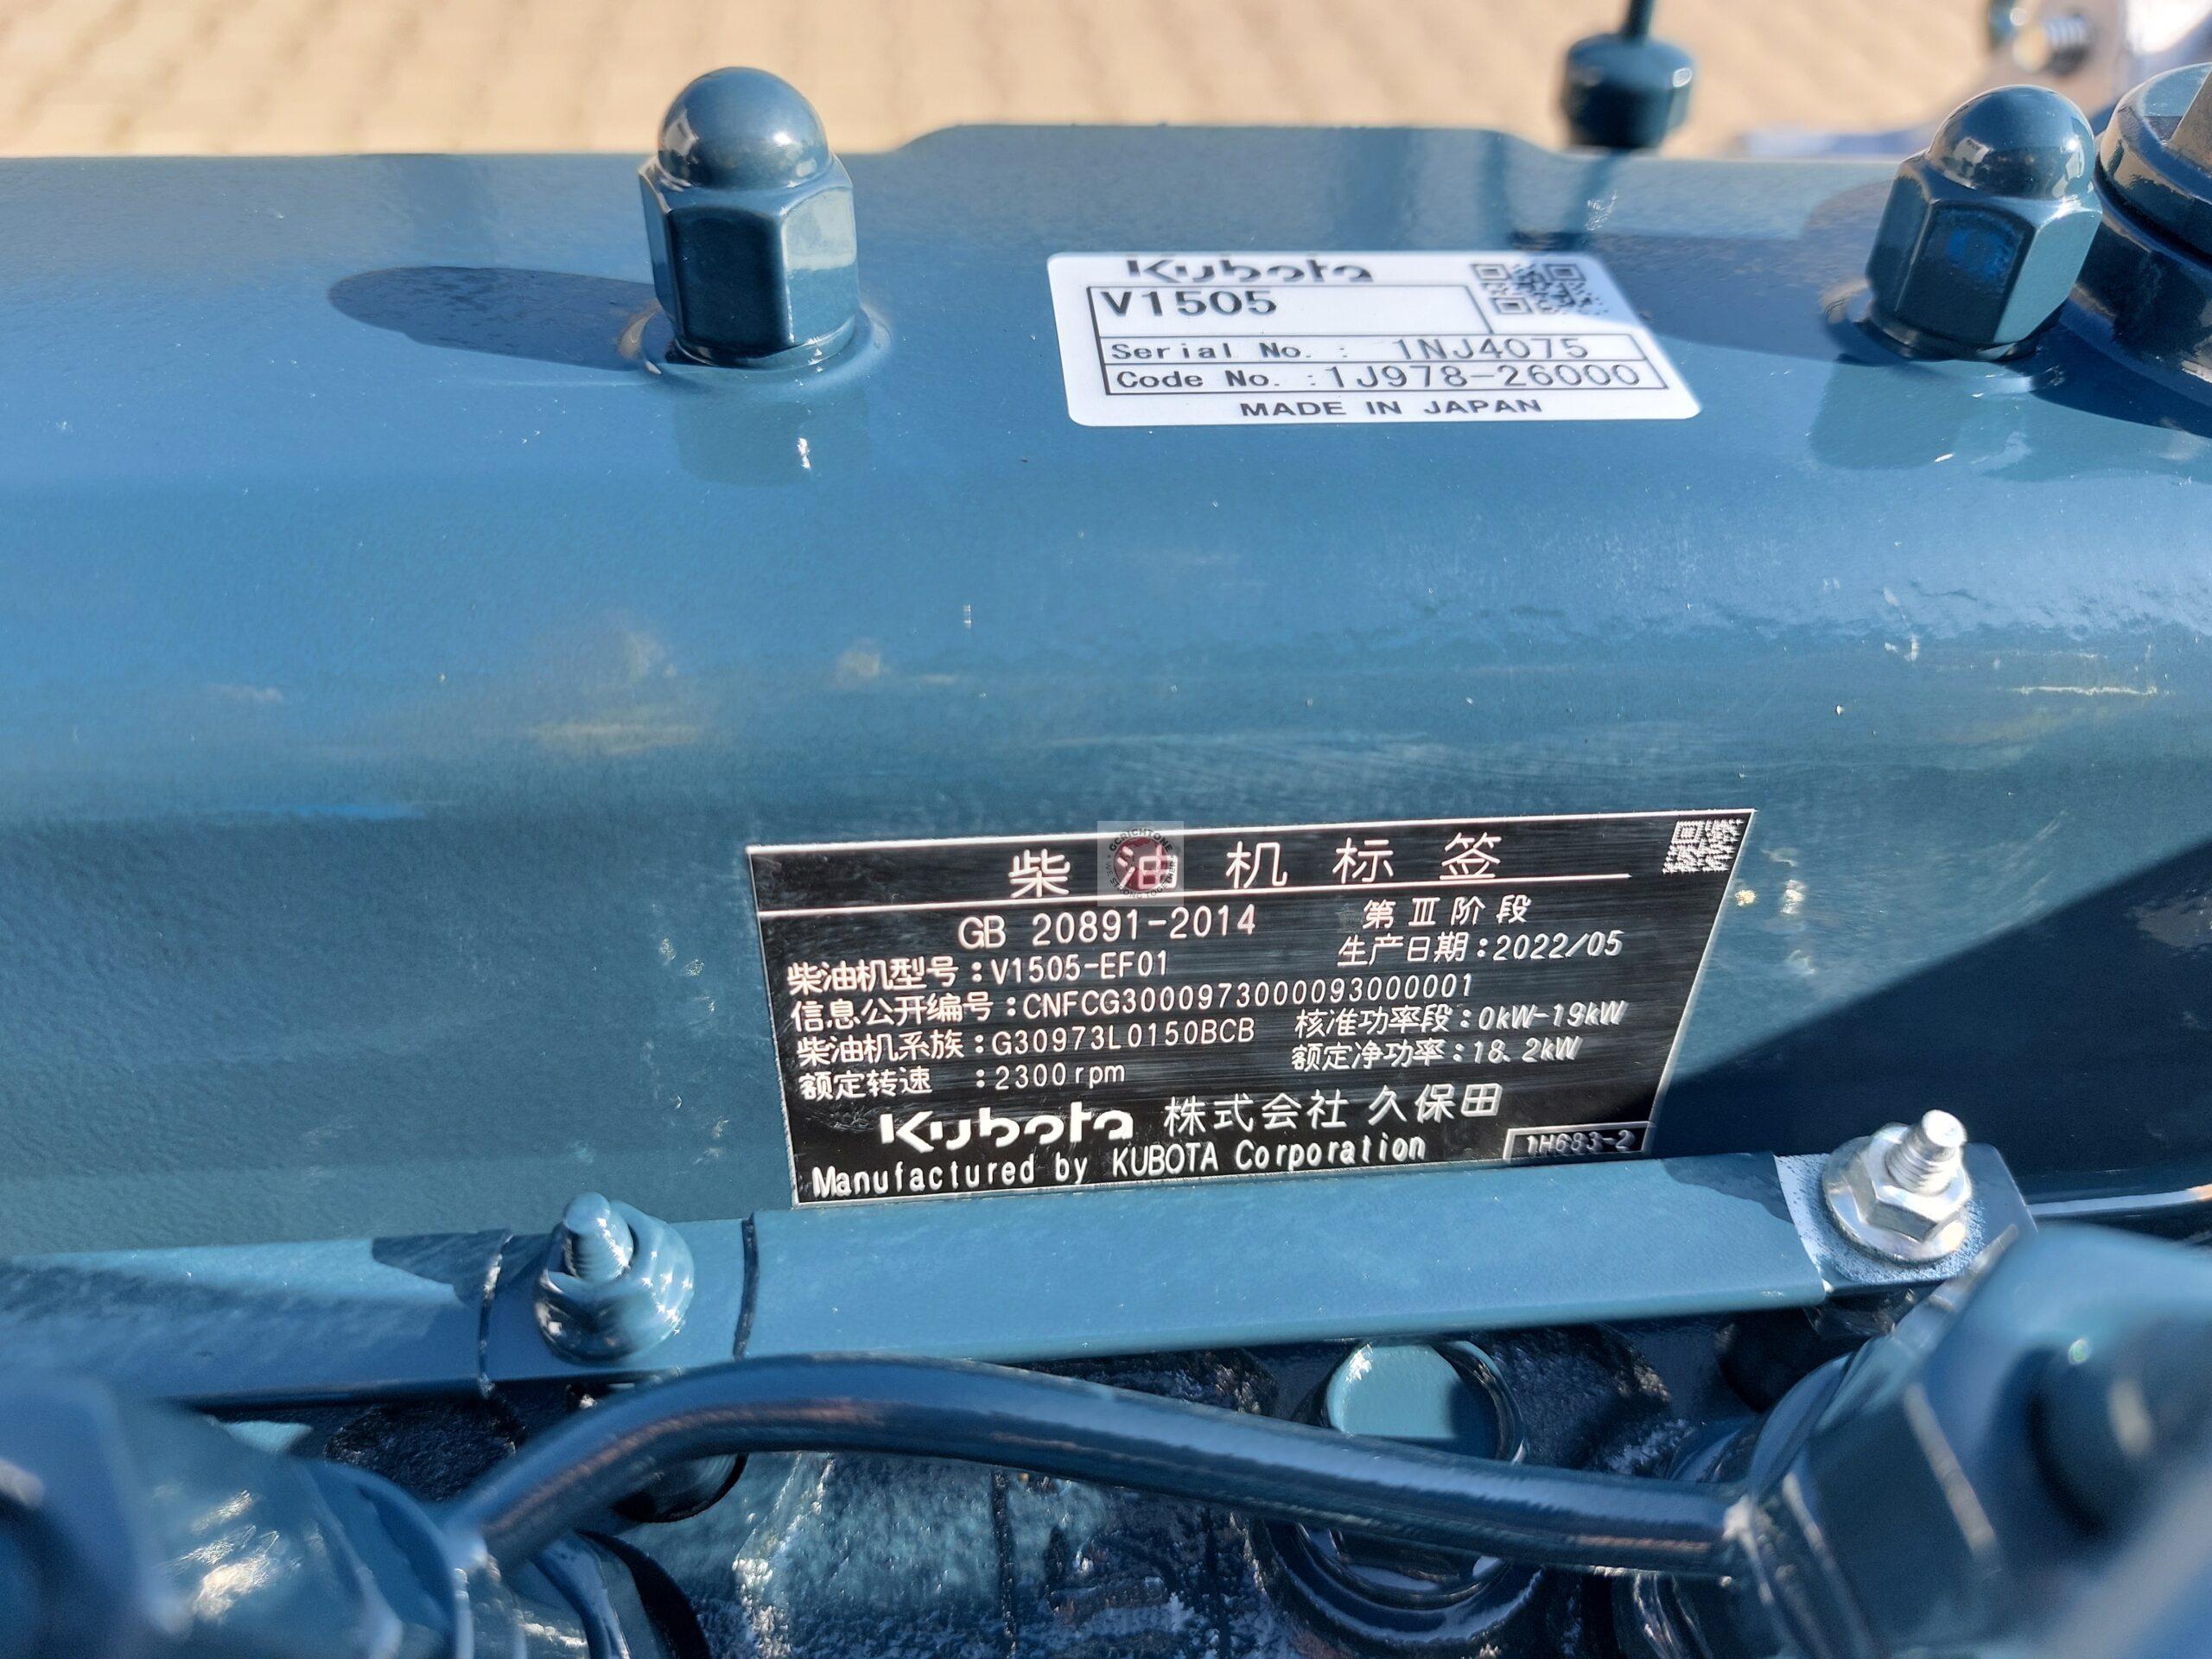 Kubota
V1505
Serial No. : 1NJ4075
Code No. :1J978-26000
MADE IN JAPAN
柴油机标签
GB 20891-2014 第Ⅲ阶段
柴油机型号:V1505-EF01 生产日期:2022/05
信息公开编号:CNFCG3000973000093000001
柴油机系族:G30973L0150BCB 核准功率段:0kW-19kW
额定转速 :2300rpm 额定净功率:18.2kW
Kubota 株式会社 久保田
Manufactured by KUBOTA Corporation
1H683-2
GCRICHTONE